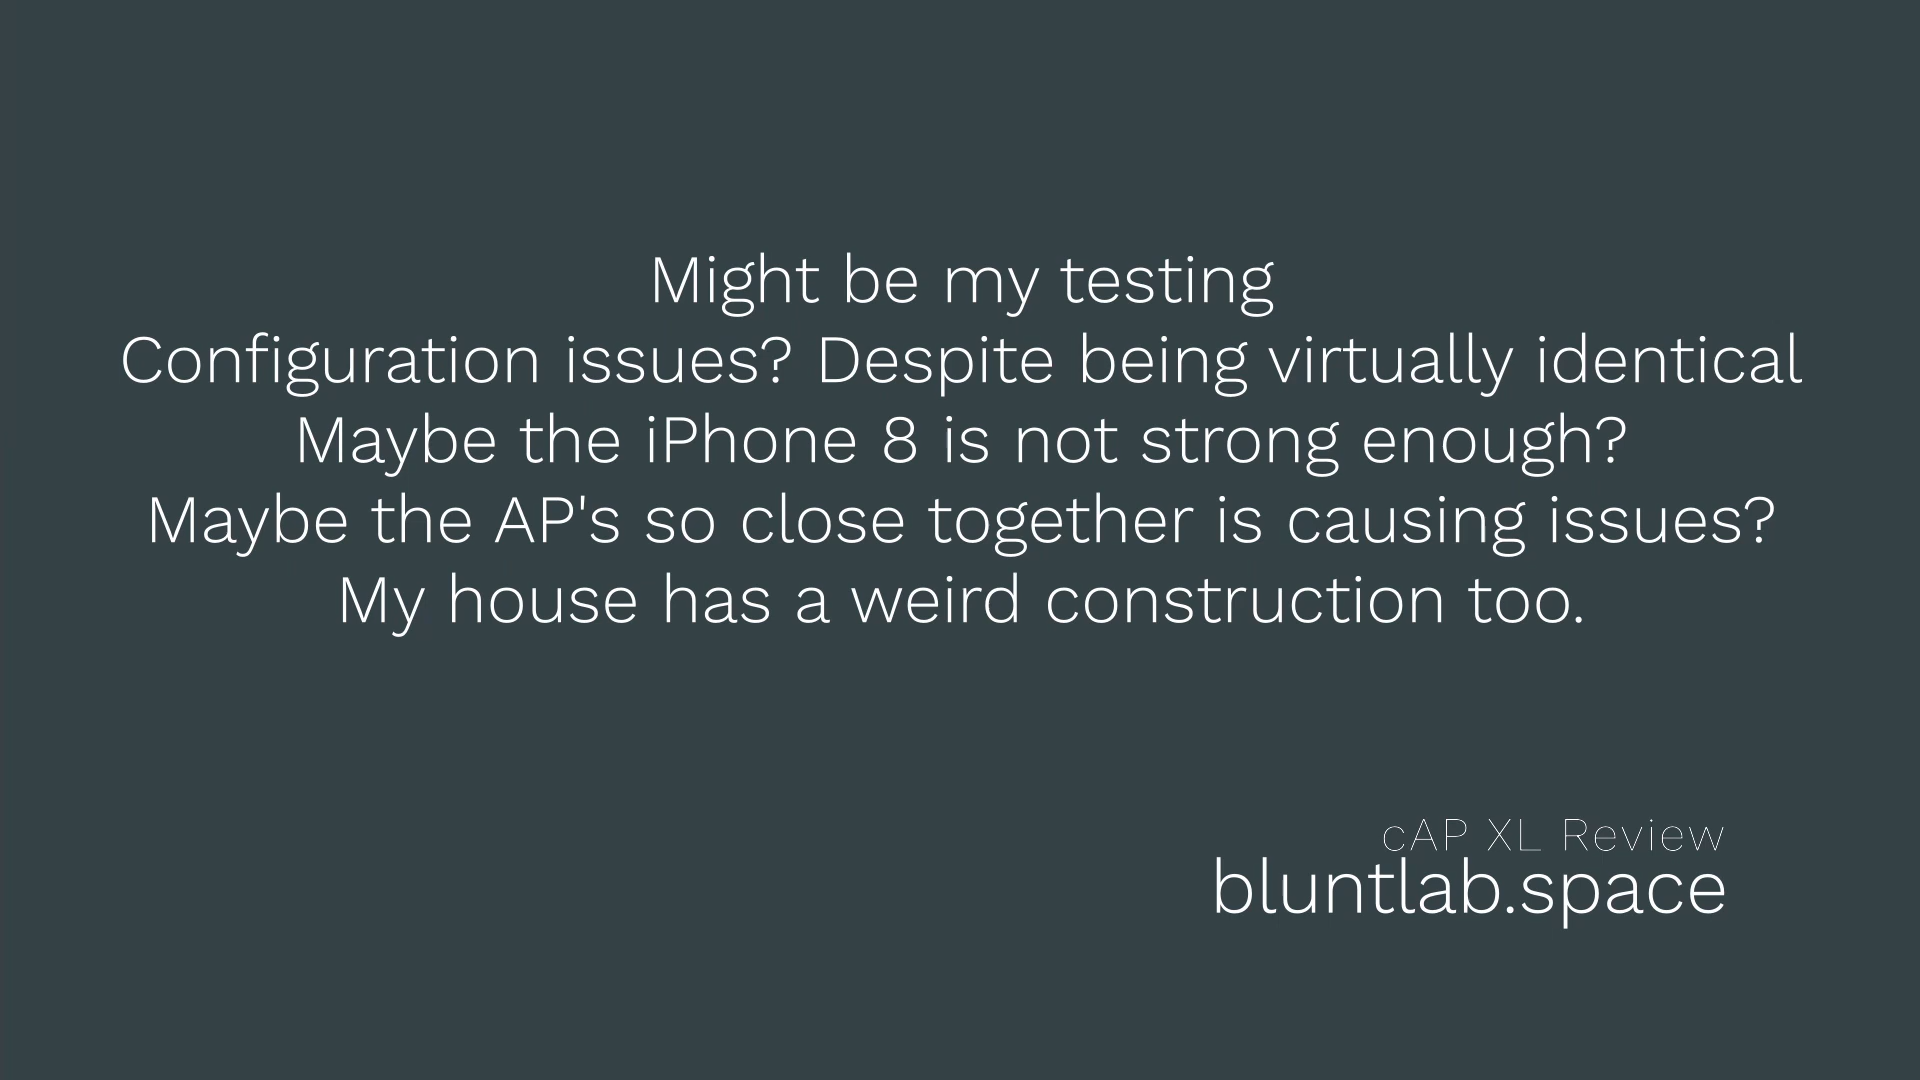 Might be my testing
Configuration issues? Despite being virtually identical
Maybe the iPhone 8 is not strong enough?
Maybe the AP's so close together is causing issues?
My house has a weird construction too.
cAP XL Review
bluntlab.space